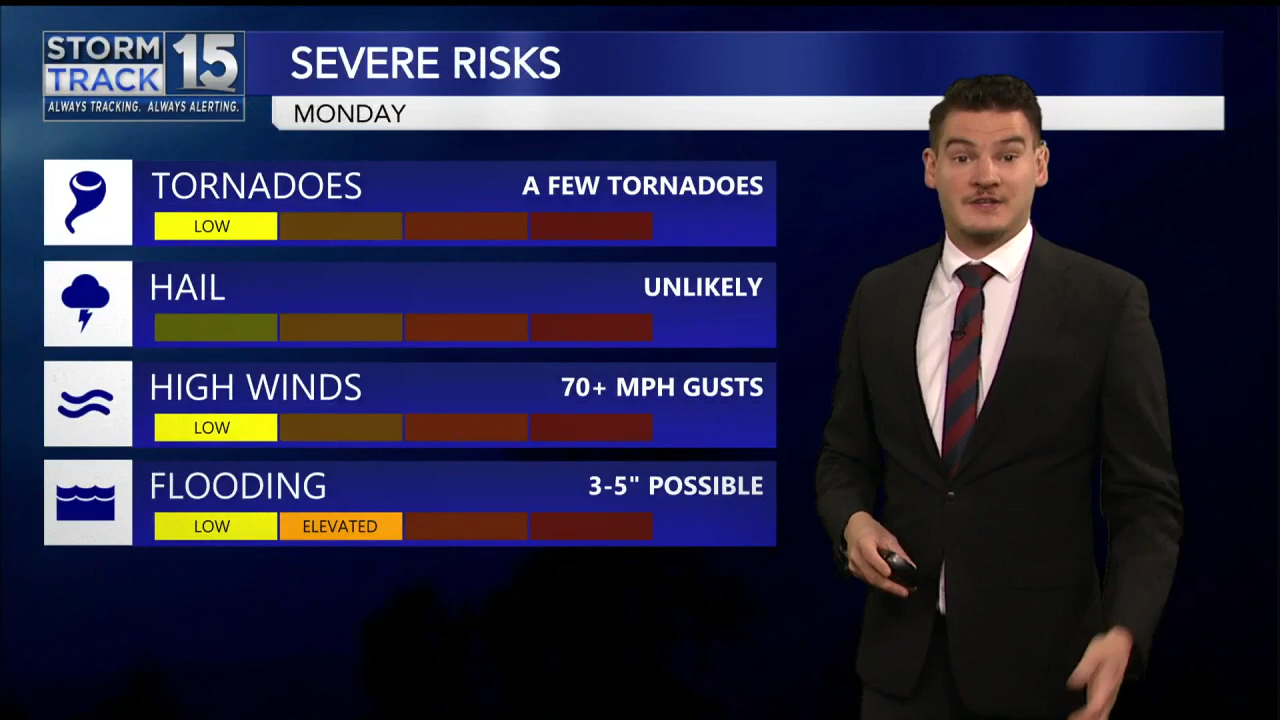 STORM
TRACK
15
ALWAYS TRACKING. ALWAYS ALERTING.
SEVERE RISKS
MONDAY
TORNADOES
A FEW TORNADOES
LOW
HAIL
UNLIKELY
HIGH WINDS
70+ MPH GUSTS
LOW
FLOODING
3-5" POSSIBLE
LOW
ELEVATED